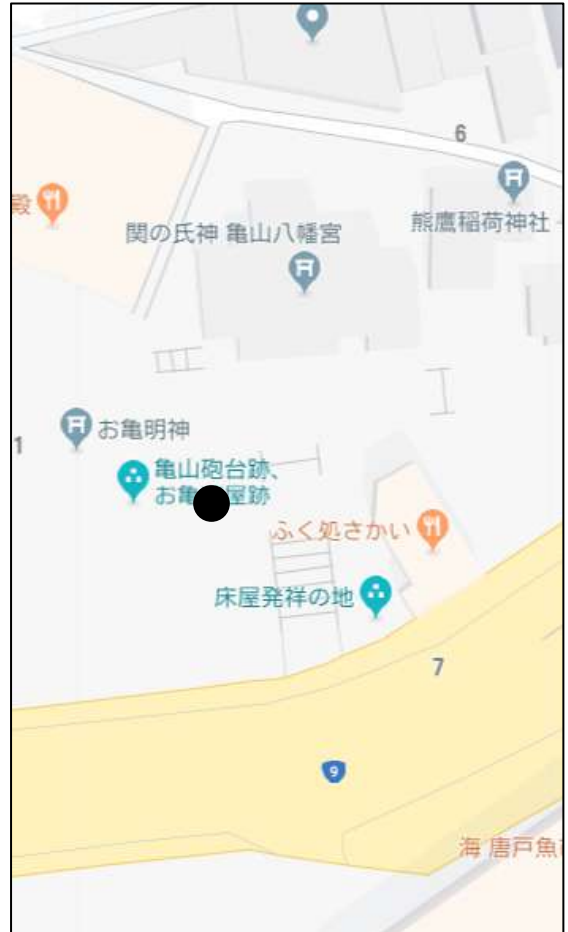 6
殿
関の氏神 亀山八幡宮
熊鷹稲荷神社
お亀明神
1
亀山砲台跡、
お亀 屋跡
ふく処さかい
床屋発祥の地
7
9
海 唐戸魚